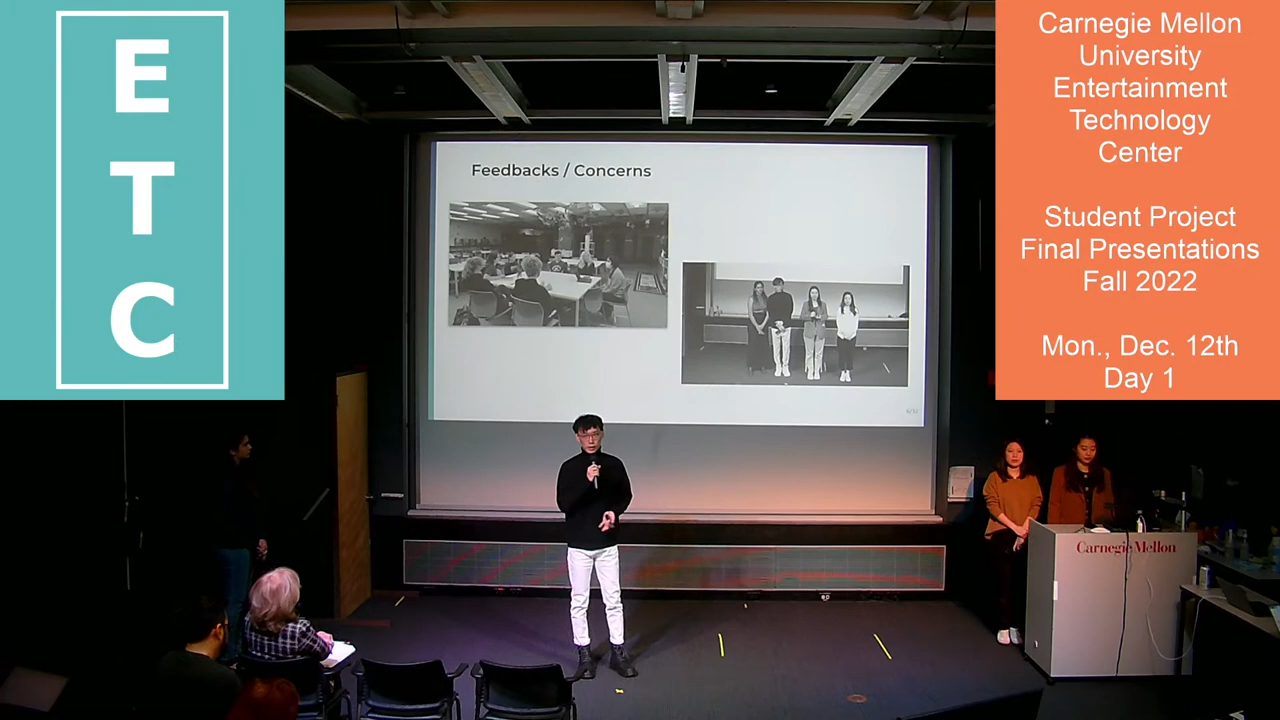 E
T
C
Carnegie Mellon
University
Entertainment
Technology
Center
Student Project
Final Presentations
Fall 2022
Mon., Dec. 12th
Day 1
Feedbacks / Concerns
Carnegie Mellon